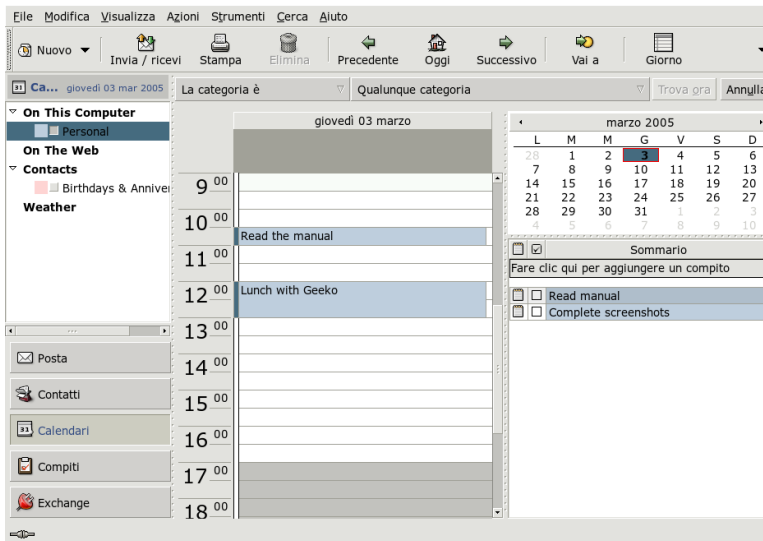 File Modifica Visualizza Azioni Strumenti Cerca Aiuto
Nuovo Invia / ricevi Stampa Elimina Precedente Oggi Successivo Vai a Giorno
31 Ca... giovedì 03 mar 2005 La categoria è Qualunque categoria Trova ora Annulla
On This Computer
Personal
On The Web
Contacts
Birthdays & Anniver
Weather
Posta
Contatti
31 Calendari
Compiti
Exchange
giovedì 03 marzo
9 00
10 00
Read the manual
11 00
12 00 Lunch with Geeko
13 00
14 00
15 00
16 00
17 00
18 00
marzo 2005
L M M G V S D
28 1 2 3 4 5 6
7 8 9 10 11 12 13
14 15 16 17 18 19 20
21 22 23 24 25 26 27
28 29 30 31 1 2 3
4 5 6 7 8 9 10
Sommario
Fare clic qui per aggiungere un compito
Read manual
Complete screenshots